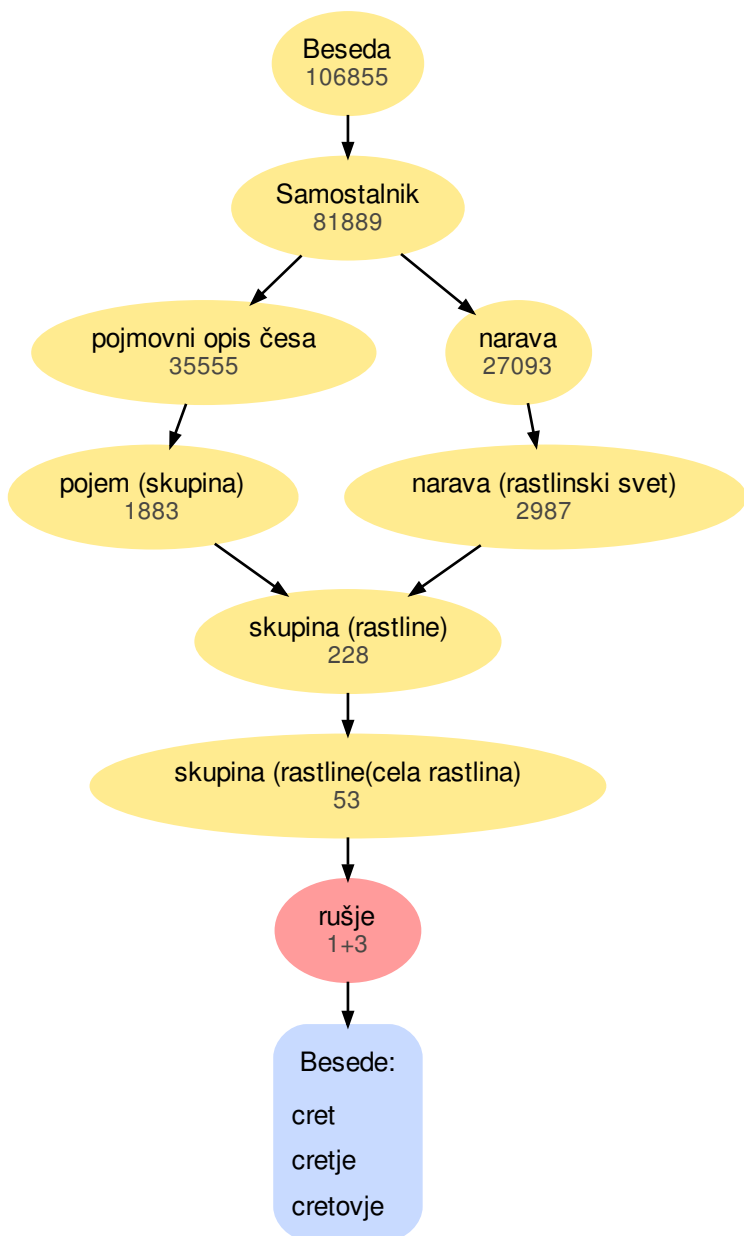 Beseda
106855
Samostalnik
81889
pojmovni opis česa
35555
narava
27093
pojem (skupina)
1883
narava (rastlinski svet)
2987
skupina (rastline)
228
skupina (rastline(cela rastlina)
53
rušje
1+3
Besede:
cret
cretje
cretovje